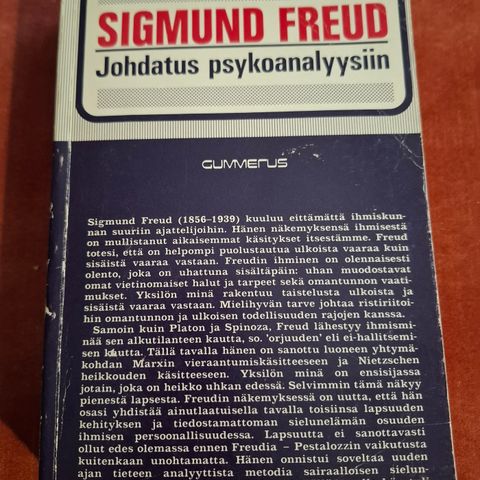 SIGMUND FREUD
Johdatus psykoanalyysiin
GUMMERUS
Sigmund Freud (1856–1939) kuuluu eittämättä ihmiskun-
nan suuriin ajattelijoihin. Hänen näkemyksensä ihmisestä
on mullistanut aikaisemmat käsitykset itsestämme. Freud
totesi, että on helpompi puolustautua ulkoista vaaraa kuin
sisäistä vaaraa vastaan. Freudin ihminen on olennaisesti
olento, joka on uhattuna sisältäpäin: uhan muodostavat
omat vietinomaiset halut ja tarpeet sekä omantunnon vaati-
mukset. Yksilön minä rakentuu taistelusta ulkoista ja
sisäistä vaaraa vastaan. Mielihyvän tarve johtaa ristiriitoi-
hin omantunnon ja ulkoisen todellisuuden rajojen kanssa.
Samoin kuin Platon ja Spinoza, Freud lähestyy ihmismi-
nää sen alkutilanteen kautta, so. 'orjuuden' eli ei-hallitsemi-
sen kautta. Tällä tavalla hänen on sanottu luoneen yhtymä-
kohdan Marxin vieraantumiskäsitteeseen ja Nietzschen
heikkouden käsitteeseen. Yksilön minä on ensisijassa
jotain, joka on heikko uhkan edessä. Selvimmin tämä näkyy
pienestä lapsesta. Freudin näkemyksessä on uutta, että hän
osasi yhdistää ainutlaatuisella tavalla toisiinsa lapsuuden
kehityksen ja tiedostamattoman sielunelämän osuuden
ihmisen persoonallisuudessa. Lapsuutta ei sanottavasti
ollut edes olemassa ennen Freudia – Pestalozzin vaikutusta
kuitenkaan unohtamatta. Hänen onnistui soveltaa uuden
ajan tieteen analyyttista metodia sairaalloisen sielun-